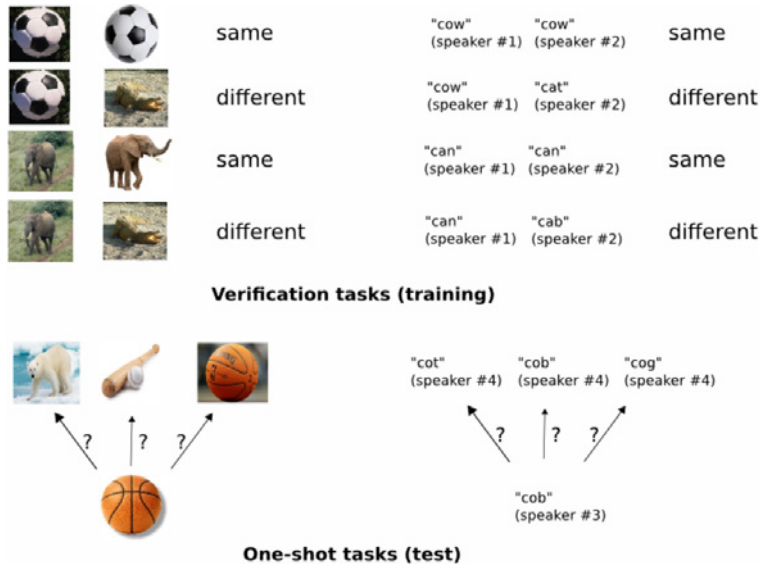 same "cow" "cow" same
(speaker #1) (speaker #2)
different "cow" "cat" different
(speaker #1) (speaker #2)
same "can" "can" same
(speaker #1) (speaker #2)
different "can" "cab" different
(speaker #1) (speaker #2)
Verification tasks (training)
"cot" "cob" "cog"
(speaker #4) (speaker #4) (speaker #4)
? ? ? ? ? ?
"cob"
(speaker #3)
One-shot tasks (test)